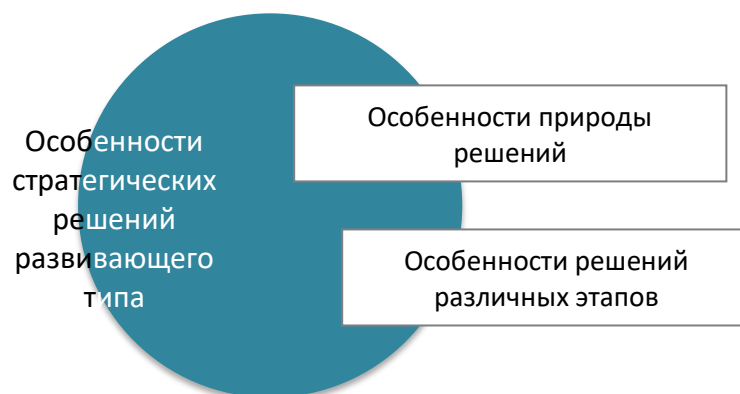 Особенности
стратегических
решений
развивающего
типа
Особенности природы
решений
Особенности решений
различных этапов